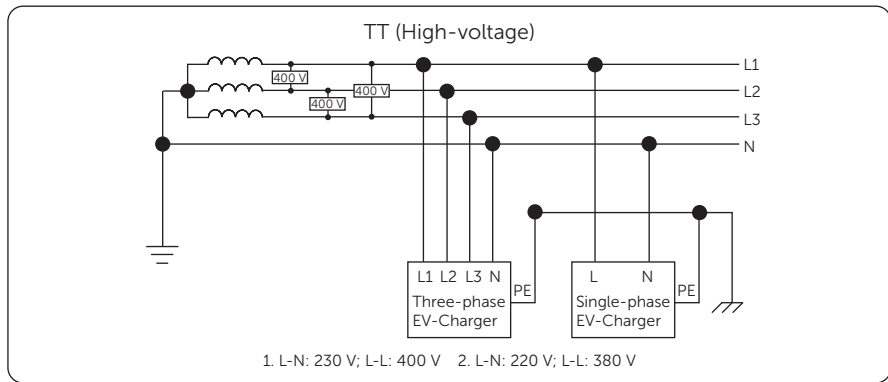 TT (High-voltage)
L1
400 V
400 V
L2
400 V
L3
N
L1 L2 L3 N
PE
Three-phase
EV-Charger
L N
PE
Single-phase
EV-Charger
1. L-N: 230 V; L-L: 400 V 2. L-N: 220 V; L-L: 380 V